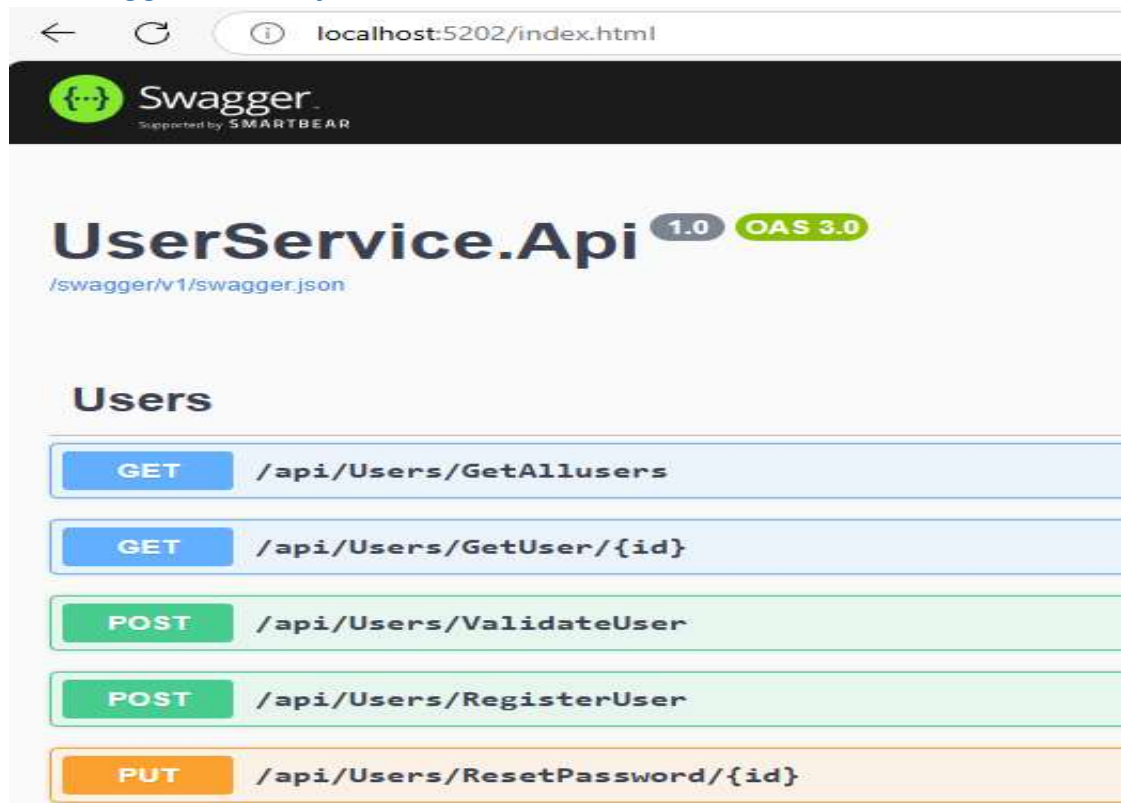 localhost:5202/index.html
{···} Swagger
Supported by SMARTBEAR
UserService.Api 1.0 OAS 3.0
/swagger/v1/swagger.json
Users
GET /api/Users/GetAllusers
GET /api/Users/GetUser/{id}
POST /api/Users/ValidateUser
POST /api/Users/RegisterUser
PUT /api/Users/ResetPassword/{id}